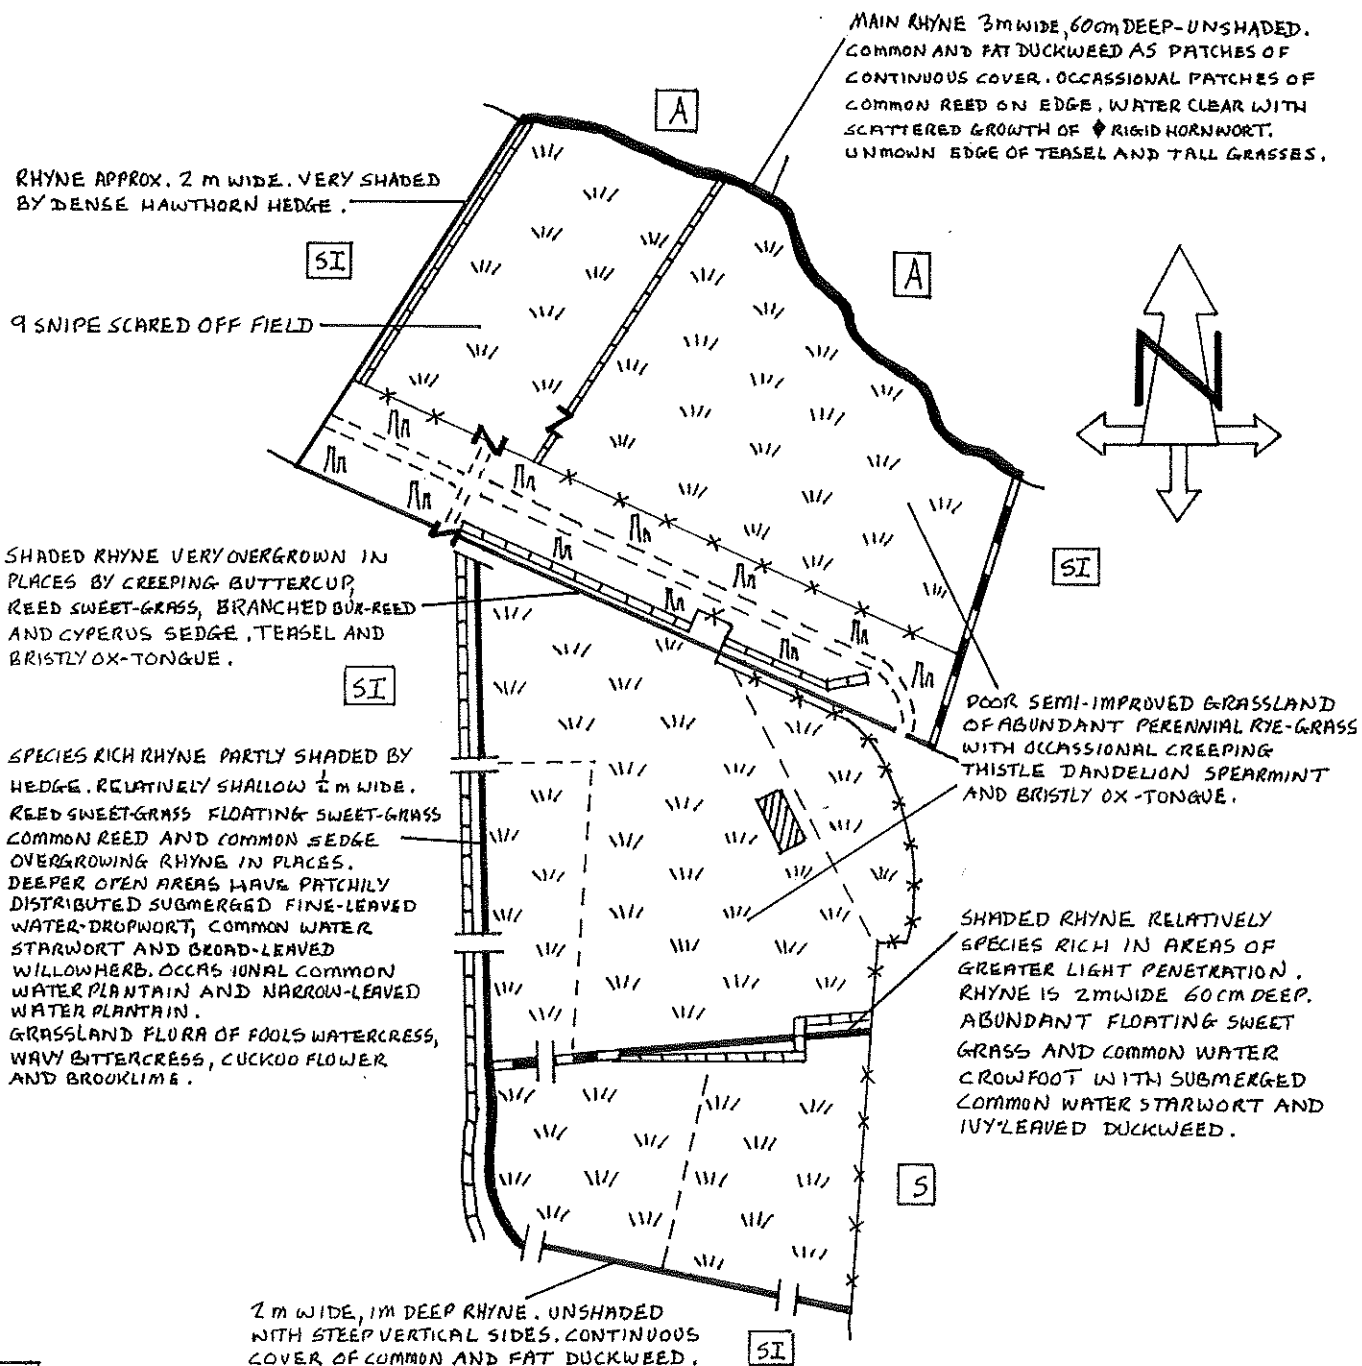 MAIN RHYNE 3M WIDE, 60cm DEEP-UNSHADED.
COMMON AND FAT DUCKWEED AS PATCHES OF
CONTINUOUS COVER. OCCASSIONAL PATCHES OF
COMMON REED ON EDGE. WATER CLEAR WITH
SCATTERED GROWTH OF RIGID HORNWORT.
UNMOWN EDGE OF TEASEL AND TALL GRASSES.
A
RHYNE APPROX. 2 m WIDE. VERY SHADED
BY DENSE HAWTHORN HEDGE.
SI
A
9 SNIPE SCARED OFF FIELD
N
SHADED RHYNE VERY OVERGROWN IN
PLACES BY CREEPING BUTTERCUP,
REED SWEET-GRASS, BRANCHED BUR-REED
AND CYPERUS SEDGE, TEASEL AND
BRISTLY OX-TONGUE.
SI
SI
POOR SEMI-IMPROVED GRASSLAND
OF ABUNDANT PERENNIAL RYE-GRASS
WITH OCCASSIONAL CREEPING
THISTLE DANDELION SPEARMINT
AND BRISTLY OX-TONGUE.
SPECIES RICH RHYNE PARTLY SHADED BY
HEDGE. RELATIVELY SHALLOW ½ m WIDE.
REED SWEET-GRASS FLOATING SWEET-GRASS
COMMON REED AND COMMON SEDGE
OVERGROWING RHYNE IN PLACES.
DEEPER OPEN AREAS HAVE PATCHILY
DISTRIBUTED SUBMERGED FINE-LEAVED
WATER-DROPWORT, COMMON WATER
STARWORT AND BROAD-LEAVED
WILLOWHERB. OCCASIONAL COMMON
WATER PLANTAIN AND NARROW-LEAVED
WATER PLANTAIN.
GRASSLAND FLURA OF FOOLS WATERCRESS,
WAVY BITTERCRESS, CUCKOO FLOWER
AND BROOKLIME.
SHADED RHYNE RELATIVELY
SPECIES RICH IN AREAS OF
GREATER LIGHT PENETRATION.
RHYNE IS 2M WIDE 60 CM DEEP.
ABUNDANT FLOATING SWEET
GRASS AND COMMON WATER
CROWFOOT WITH SUBMERGED
COMMON WATER STARWORT AND
IVY-LEAVED DUCKWEED.
S
2 M WIDE, 1M DEEP RHYNE. UNSHADED
WITH STEEP VERTICAL SIDES. CONTINUOUS
COVER OF COMMON AND FAT DUCKWEED.
SI